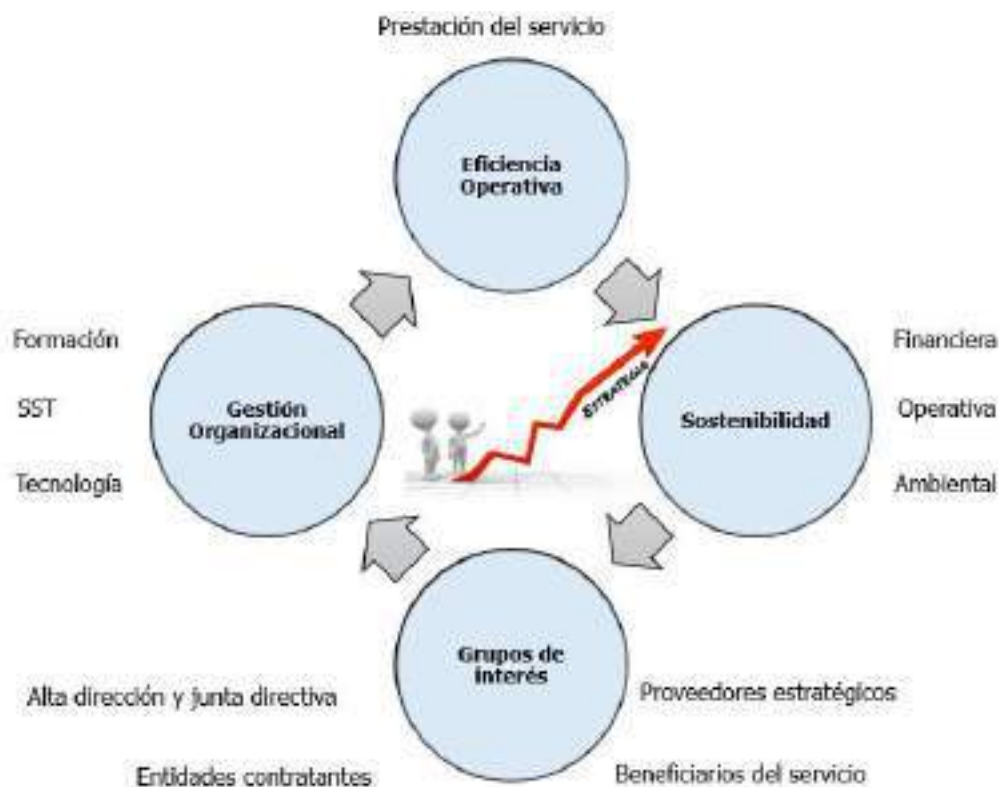 Prestación del servicio
Eficiencia
Operativa
Formación
SST
Tecnología
Gestión
Organizacional
ESTRATEGIA
Sostenibilidad
Financiera
Operativa
Ambiental
Grupos de
interés
Alta dirección y junta directiva
Proveedores estratégicos
Entidades contratantes
Beneficiarios del servicio